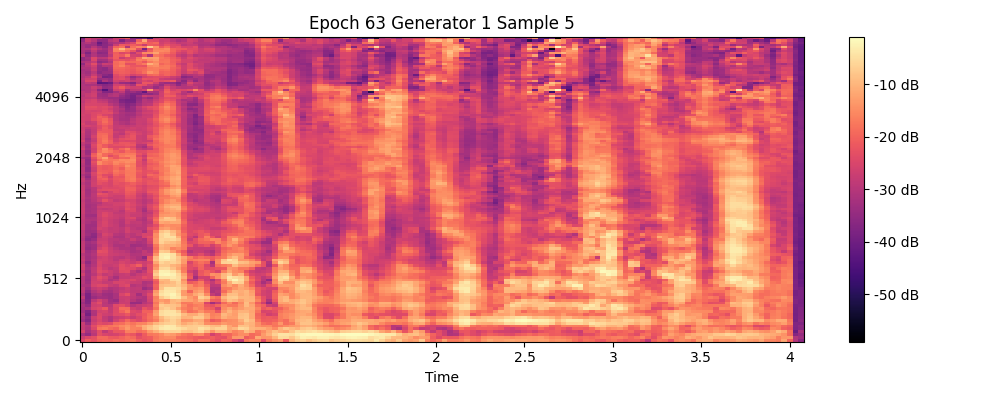 Epoch 63 Generator 1 Sample 5
Hz
4096
2048
1024
512
0
0 0.5 1 1.5 2 2.5 3 3.5 4
Time
-10 dB
-20 dB
-30 dB
-40 dB
-50 dB